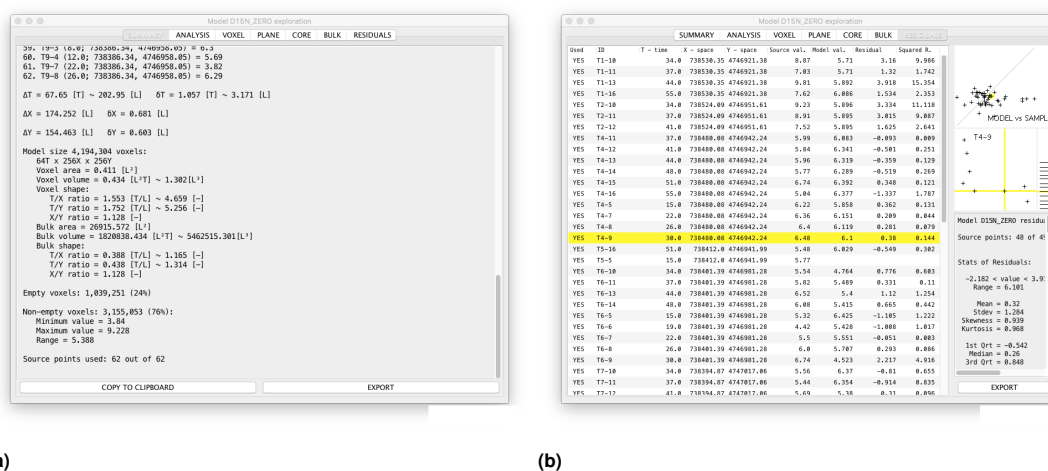 Model D15N_ZERO exploration
SUMMARY ANALYSIS VOXEL PLANE CORE BULK RESIDUALS
59. T9-3 (8.0; 738386.34, 4746958.05) = 6.3
60. T9-4 (12.0; 738386.34, 4746958.05) = 5.69
61. T9-7 (22.0; 738386.34, 4746958.05) = 3.82
62. T9-8 (26.0; 738386.34, 4746958.05) = 6.29
ΔT = 67.65 [T] ~ 202.95 [L] δT = 1.057 [T] ~ 3.171 [L]
ΔX = 174.252 [L] δX = 0.681 [L]
ΔY = 154.463 [L] δY = 0.603 [L]
Model size 4,194,304 voxels:
64T x 256X x 256Y
Voxel area = 0.411 [L²]
Voxel volume = 0.434 [L²T] ~ 1.302[L³]
Voxel shape:
T/X ratio = 1.553 [T/L] ~ 4.659 [-]
T/Y ratio = 1.752 [T/L] ~ 5.256 [-]
X/Y ratio = 1.128 [-]
Bulk area = 26915.572 [L²]
Bulk volume = 1820838.434 [L²T] ~ 5462515.301[L³]
Bulk shape:
T/X ratio = 0.388 [T/L] ~ 1.165 [-]
T/Y ratio = 0.438 [T/L] ~ 1.314 [-]
X/Y ratio = 1.128 [-]
Empty voxels: 1,039,251 (24%)
Non-empty voxels: 3,155,053 (76%):
Minimum value = 3.84
Maximum value = 9.228
Range = 5.388
Source points used: 62 out of 62
COPY TO CLIPBOARD EXPORT
a)
Model D15N_ZERO exploration
SUMMARY ANALYSIS VOXEL PLANE CORE BULK RESIDUALS
Used ID T - time X - space Y - space Source val. Model val. Residual Squared R.
YES T1-10 34.0 738530.35 4746921.38 8.87 5.71 3.16 9.986
YES T1-11 37.0 738530.35 4746921.38 7.03 5.71 1.32 1.742
YES T1-13 44.0 738530.35 4746921.38 9.81 5.892 3.918 15.354
YES T1-16 55.0 738530.35 4746921.38 7.62 6.086 1.534 2.353
YES T2-10 34.0 738524.09 4746951.61 9.23 5.896 3.334 11.118
YES T2-11 37.0 738524.09 4746951.61 8.91 5.895 3.015 9.087
YES T2-12 41.0 738524.09 4746951.61 7.52 5.895 1.625 2.641
YES T4-11 37.0 738480.08 4746942.24 5.99 6.083 -0.093 0.009
YES T4-12 41.0 738480.08 4746942.24 5.84 6.341 -0.501 0.251
YES T4-13 44.0 738480.08 4746942.24 5.96 6.319 -0.359 0.129
YES T4-14 48.0 738480.08 4746942.24 5.77 6.289 -0.519 0.269
YES T4-15 51.0 738480.08 4746942.24 6.74 6.392 0.348 0.121
YES T4-16 55.0 738480.08 4746942.24 5.04 6.377 -1.337 1.787
YES T4-5 15.0 738480.08 4746942.24 6.22 5.858 0.362 0.131
YES T4-7 22.0 738480.08 4746942.24 6.36 6.151 0.209 0.044
YES T4-8 26.0 738480.08 4746942.24 6.4 6.119 0.281 0.079
YES T4-9 30.0 738480.08 4746942.24 6.48 6.1 0.38 0.144
YES T5-16 51.0 738412.0 4746941.99 5.48 6.029 -0.549 0.302
YES T5-5 15.0 738412.0 4746941.99 5.77
YES T6-10 34.0 738401.39 4746981.28 5.54 4.764 0.776 0.603
YES T6-11 37.0 738401.39 4746981.28 5.82 5.489 0.331 0.11
YES T6-13 44.0 738401.39 4746981.28 6.52 5.4 1.12 1.254
YES T6-14 48.0 738401.39 4746981.28 6.08 5.415 0.665 0.442
YES T6-5 15.0 738401.39 4746981.28 5.32 6.425 -1.105 1.222
YES T6-6 19.0 738401.39 4746981.28 4.42 5.428 -1.008 1.017
YES T6-7 22.0 738401.39 4746981.28 5.5 5.551 -0.051 0.003
YES T6-8 26.0 738401.39 4746981.28 6.0 5.707 0.293 0.086
YES T6-9 30.0 738401.39 4746981.28 6.74 4.523 2.217 4.916
YES T7-10 34.0 738394.87 4747017.06 5.56 6.37 -0.81 0.655
YES T7-11 37.0 738394.87 4747017.06 5.44 6.354 -0.914 0.835
YES T7-12 41.0 738394.87 4747017.06 5.69 5.38 0.31 0.096
MODEL vs SAMPL
T4-9
Model D15N_ZERO residua
Source points: 48 of 49
Stats of Residuals:
-2.182 < value < 3.9
Range = 6.101
Mean = 0.32
Stdev = 1.284
Skewness = 0.939
Kurtosis = 0.968
1st Qrt = -0.542
Median = 0.26
3rd Qrt = 0.848
EXPORT
(b)